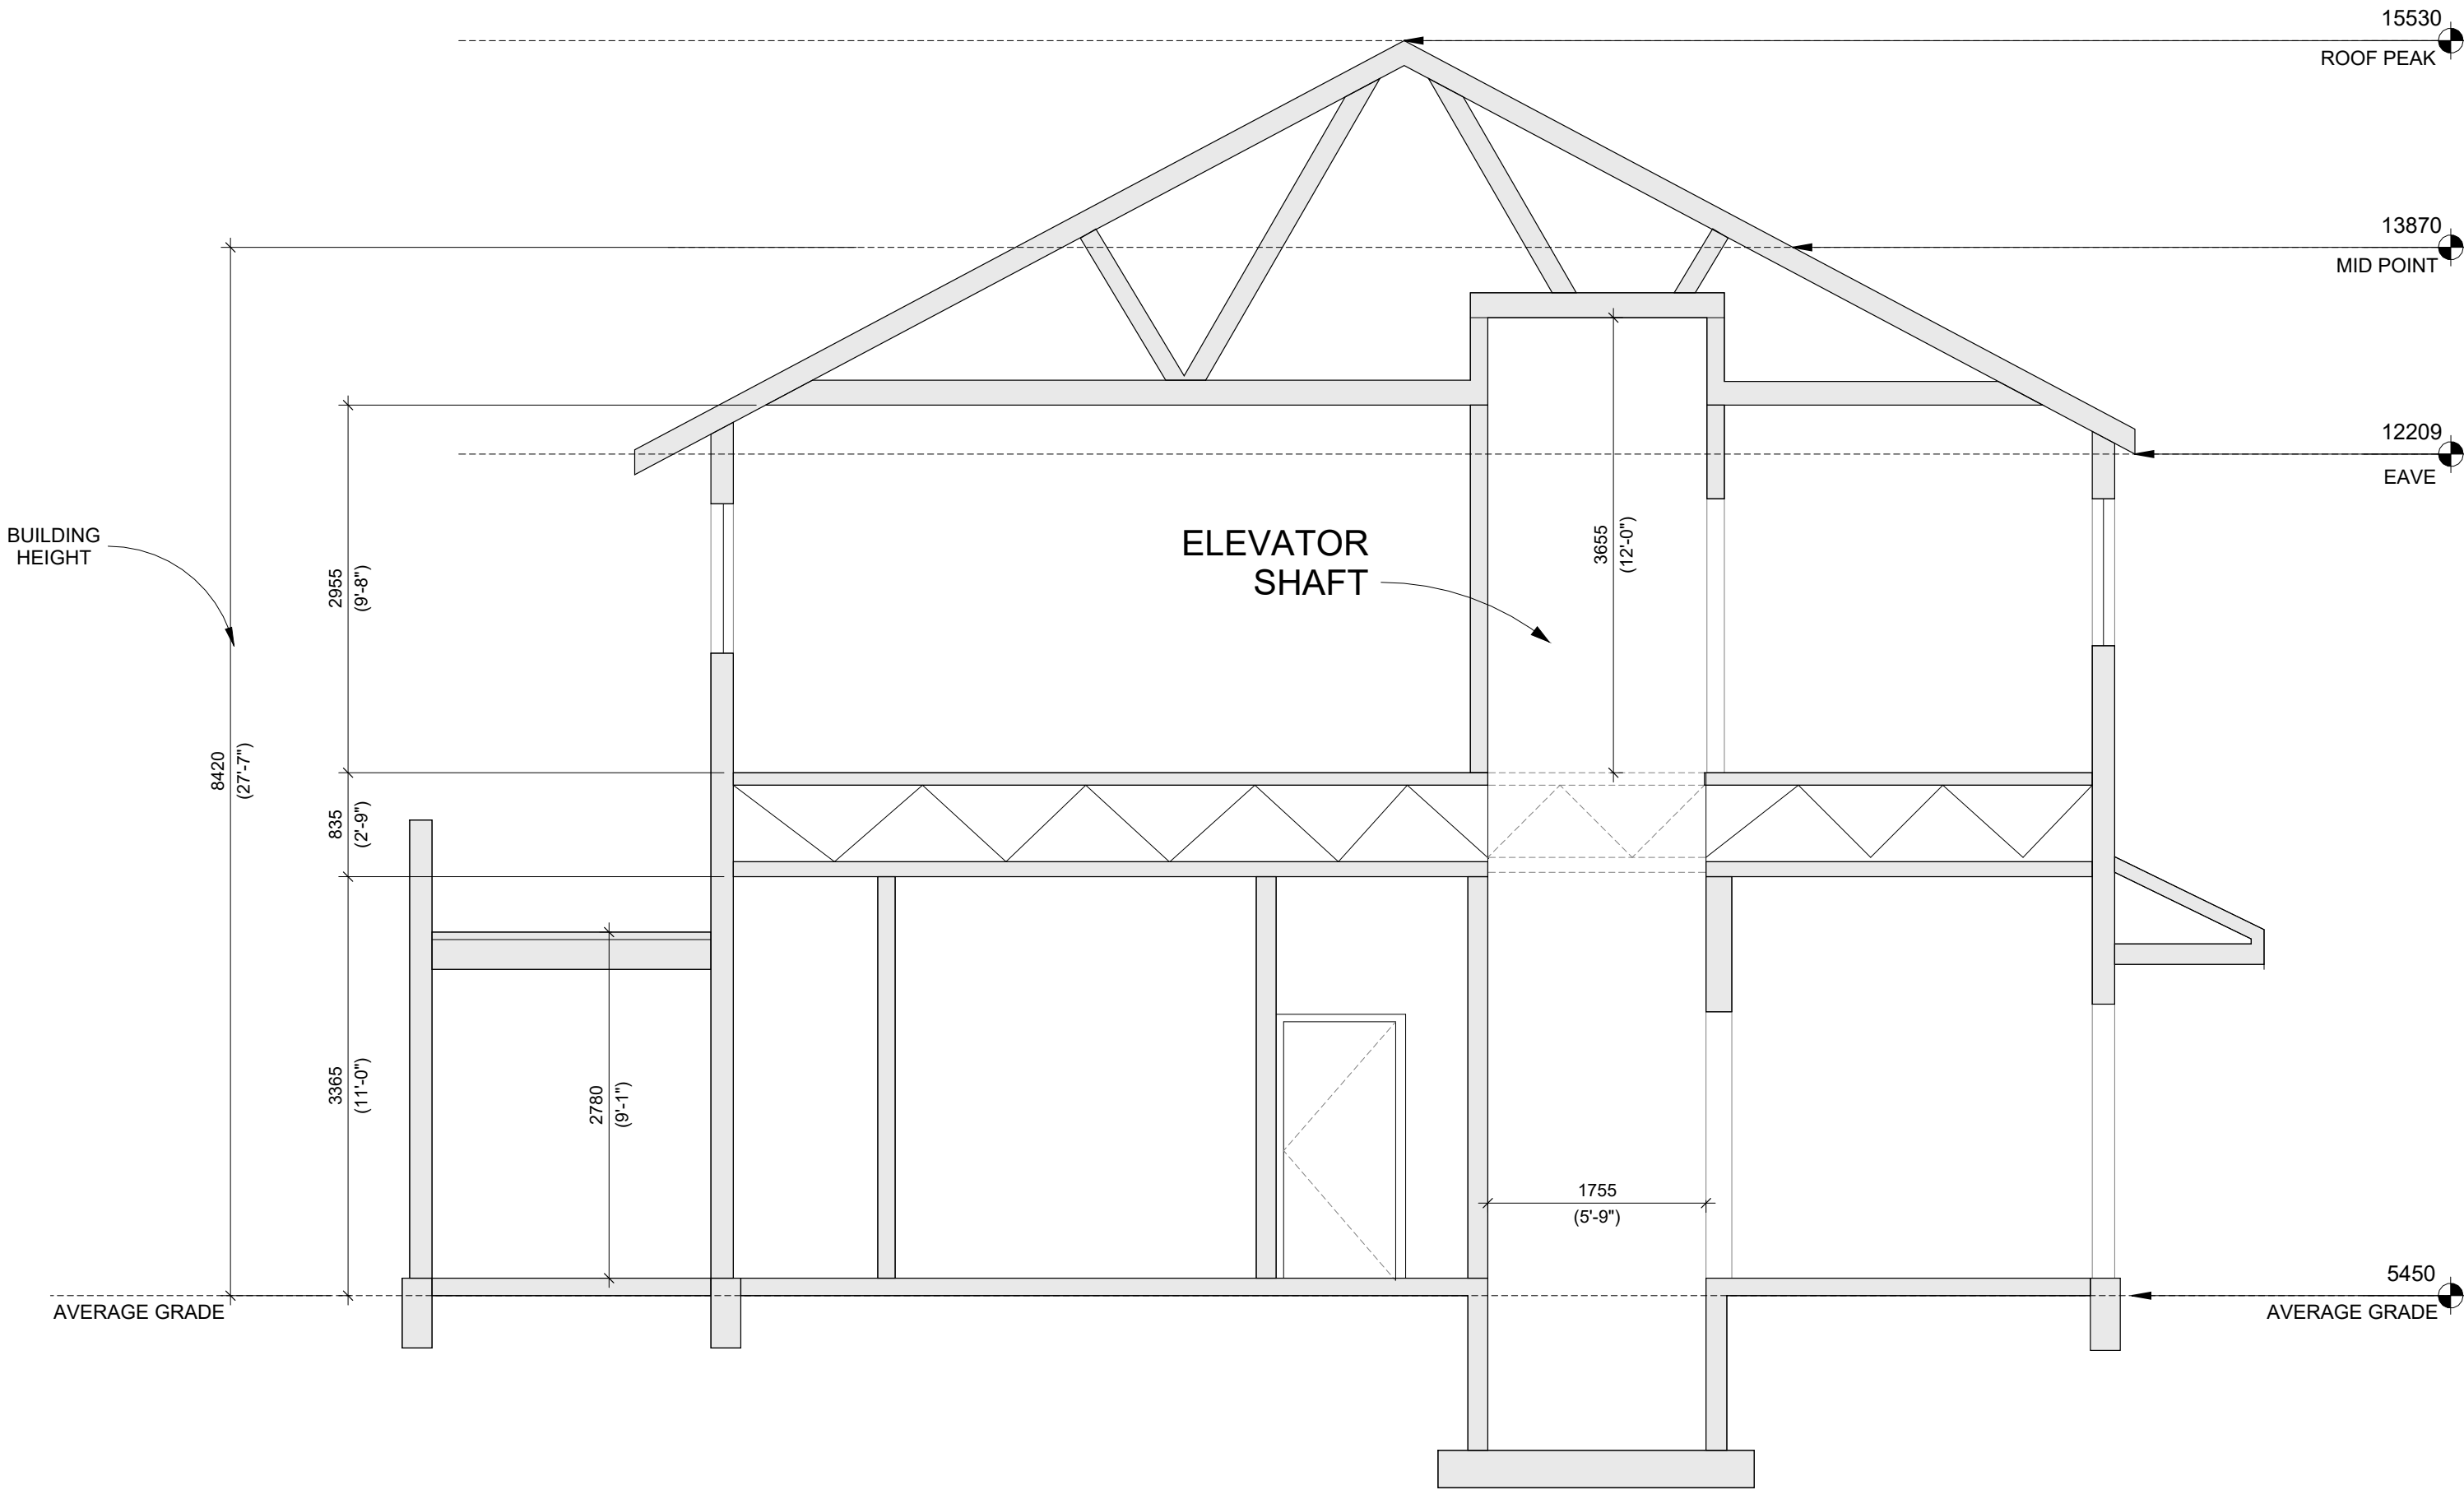 15530
ROOF PEAK
13870
MID POINT
12209
EAVE
BUILDING
HEIGHT
ELEVATOR
SHAFT
3655
(12'-0")
2955
(9'-8")
8420
(27'-7")
835
(2'-9")
3365
(11'-0")
2780
(9'-1")
1755
(5'-9")
5450
AVERAGE GRADE
AVERAGE GRADE